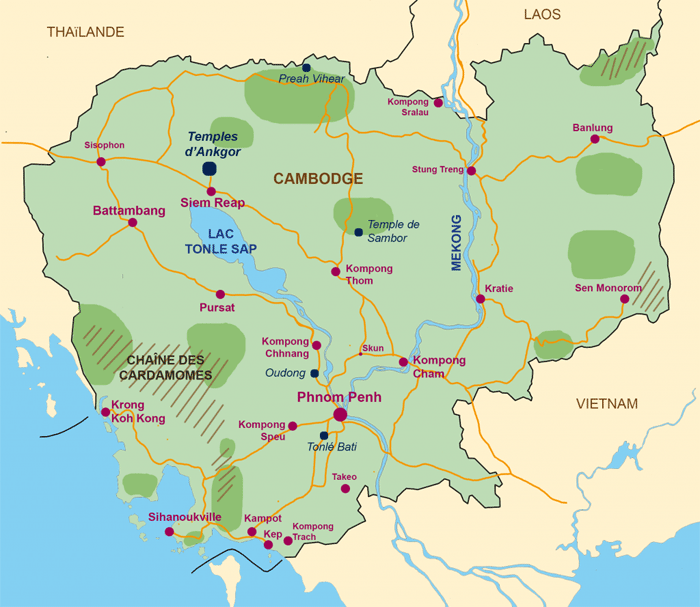 LAOS
THAïLANDE
Preah Vihear
Kompong
Sralau
Banlung
Temples
d'Ankgor
Sisophon
Stung Treng
CAMBODGE
Siem Reap
Battambang
Temple de
Sambor
LAC
TONLE SAP
MEKONG
Kompong
Thom
Kratie
Sen Monorom
Pursat
Kompong
Chhnang
Skun
CHAÎNE DES
CARDAMOMES
Kompong
Cham
Oudong
Phnom Penh
VIETNAM
Krong
Koh Kong
Kompong
Speu
Tonlé Bati
Takeo
Sihanoukville
Kampot
Kep
Kompong
Trach